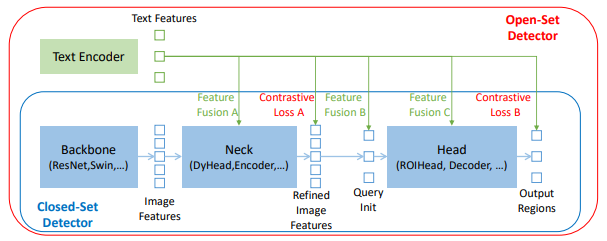 Text Features
Open-Set
Detector
Text Encoder
Feature
Fusion A
Contrastive
Loss A
Feature
Fusion B
Feature
Fusion C
Contrastive
Loss B
Backbone
(ResNet,Swin,...)
Neck
(DyHead,Encoder,...)
Head
(ROIHead, Decoder, ...)
Image
Features
Refined
Image
Features
Query
Init
Output
Regions
Closed-Set
Detector